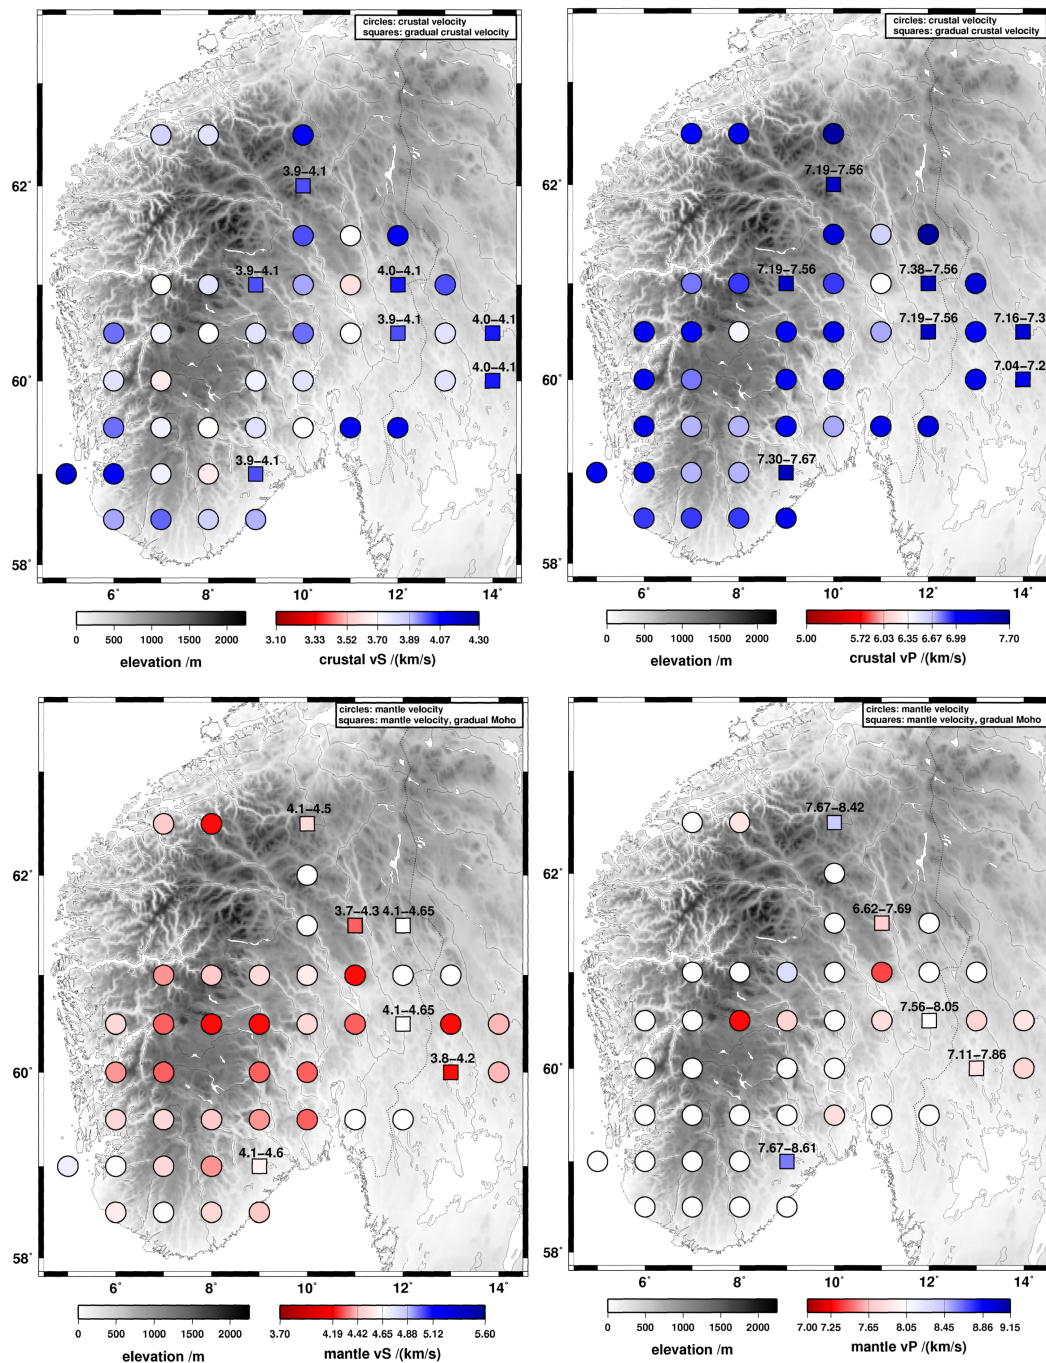 circles: crustal velocity
squares: gradual crustal velocity
3.9–4.1
62°
3.9–4.1
4.0–4.1
3.9–4.1
4.0–4.1
4.0–4.1
60°
3.9–4.1
58°
6° 8° 10° 12° 14°
0 500 1000 1500 2000
elevation /m
3.10 3.33 3.52 3.70 3.89 4.07 4.30
crustal vS /(km/s)
circles: crustal velocity
squares: gradual crustal velocity
7.19–7.56
62°
7.19–7.56
7.38–7.56
7.19–7.56
7.16–7.3
7.04–7.2
60°
7.30–7.67
58°
6° 8° 10° 12° 14°
0 500 1000 1500 2000
elevation /m
5.00 5.72 6.03 6.35 6.67 6.99 7.70
crustal vP /(km/s)
circles: mantle velocity
squares: mantle velocity, gradual Moho
4.1–4.5
62°
3.7–4.3 4.1–4.65
4.1–4.65
3.8–4.2
60°
4.1–4.6
58°
6° 8° 10° 12° 14°
0 500 1000 1500 2000
elevation /m
3.70 4.19 4.42 4.65 4.88 5.12 5.60
mantle vS /(km/s)
circles: mantle velocity
squares: mantle velocity, gradual Moho
7.67–8.42
62°
6.62–7.69
7.56–8.05
7.11–7.86
60°
7.67–8.61
58°
6° 8° 10° 12° 14°
0 500 1000 1500 2000
elevation /m
7.00 7.25 7.65 8.05 8.45 8.86 9.15
mantle vP /(km/s)